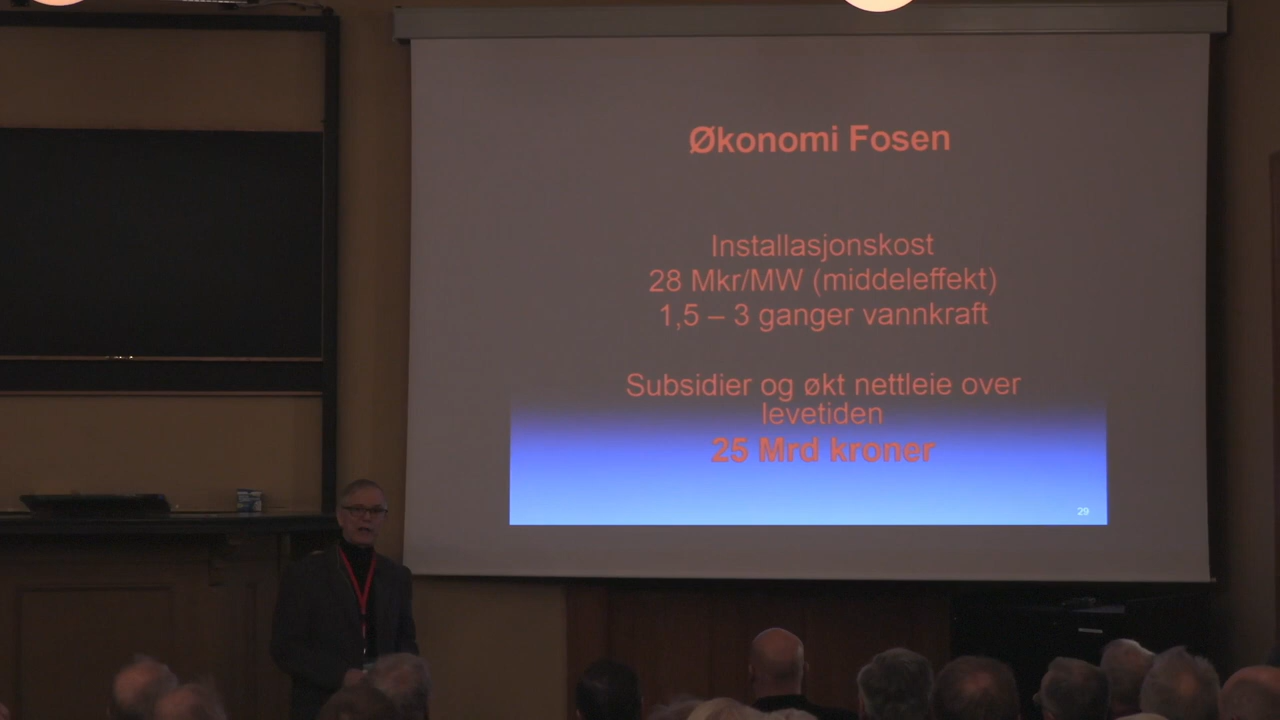 Økonomi Fosen
Installasjonskost
28 Mkr/MW (middeleffekt)
1,5 – 3 ganger vannkraft
Subsidier og økt nettleie over
levetiden
25 Mrd kroner
29